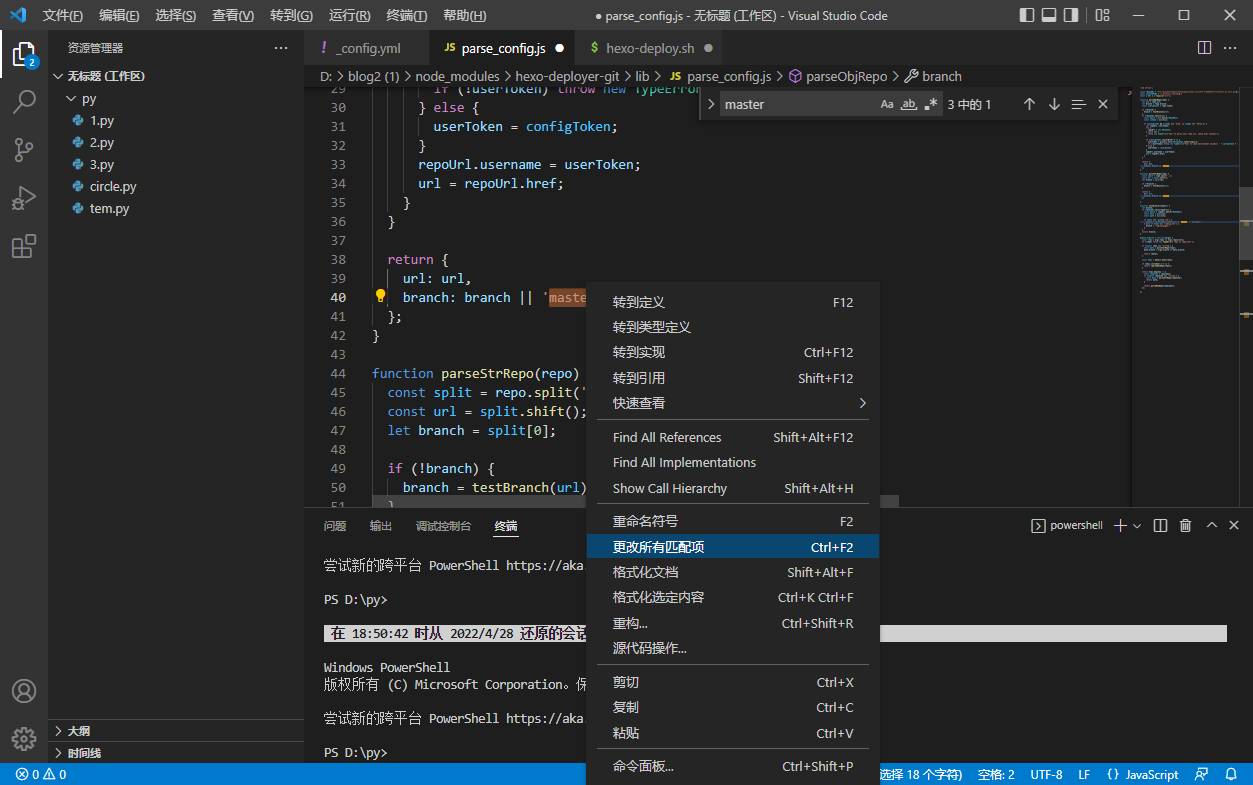 文件(F) 编辑(E) 选择(S) 查看(V) 转到(G) 运行(R) 终端(T) 帮助(H) ● parse_config.js - 无标题 (工作区) - Visual Studio Code
资源管理器 ...
! _config.yml JS parse_config.js ● $ hexo-deploy.sh ●
D: > blog2 (1) > node_modules > hexo-deployer-git > lib > JS parse_config.js > parseObjRepo > branch
无标题 (工作区)
py
1.py
2.py
3.py
circle.py
tem.py
大纲
时间线
2
master Aa ab .* 3 中的 1
29 if (!userToken) throw new TypeError
30 } else {
31 userToken = configToken;
32 }
33 repoUrl.username = userToken;
34 url = repoUrl.href;
35 }
36 }
37
38 return {
39 url: url,
40 branch: branch || 'maste
41 };
42 }
43
44 function parseStrRepo(repo)
45 const split = repo.split('
46 const url = split.shift();
47 let branch = split[0];
48
49 if (!branch) {
50 branch = testBranch(url)
51 }
转到定义 F12
转到类型定义
转到实现 Ctrl+F12
转到引用 Shift+F12
快速查看
Find All References Shift+Alt+F12
Find All Implementations
Show Call Hierarchy Shift+Alt+H
重命名符号 F2
更改所有匹配项 Ctrl+F2
格式化文档 Shift+Alt+F
格式化选定内容 Ctrl+K Ctrl+F
重构... Ctrl+Shift+R
源代码操作...
剪切 Ctrl+X
复制 Ctrl+C
粘贴 Ctrl+V
命令面板... Ctrl+Shift+P
问题 输出 调试控制台 终端 powershell
尝试新的跨平台 PowerShell https://aka
PS D:\py>
在 18:50:42 时从 2022/4/28 还原的会话
Windows PowerShell
版权所有 (C) Microsoft Corporation。保
尝试新的跨平台 PowerShell https://aka.
PS D:\py>
0 0 选择 18 个字符) 空格: 2 UTF-8 LF {} JavaScript